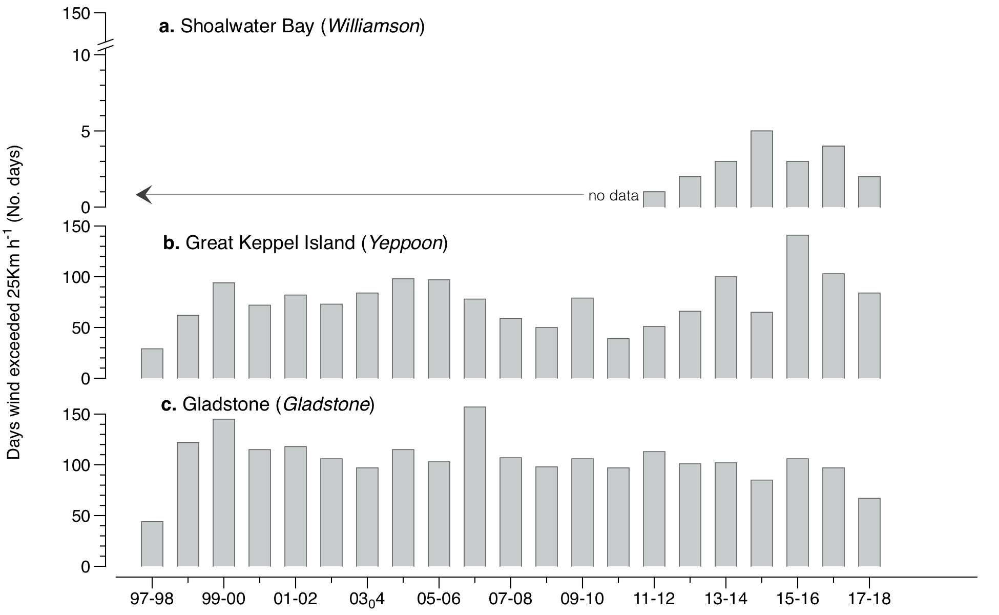 Days wind exceeded 25Km h-1 (No. days)
150
a. Shoalwater Bay (Williamson)
10
5
no data
0
150
b. Great Keppel Island (Yeppoon)
100
50
0
c. Gladstone (Gladstone)
150
100
50
0
97-98 99-00 01-02 0304 05-06 07-08 09-10 11-12 13-14 15-16 17-18